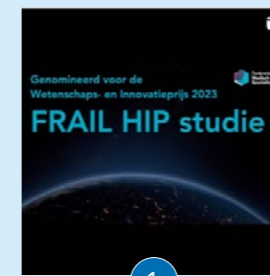 Genomineerd voor de
Wetenschaps- en Innovatieprijs 2023
FRAIL HIP studie